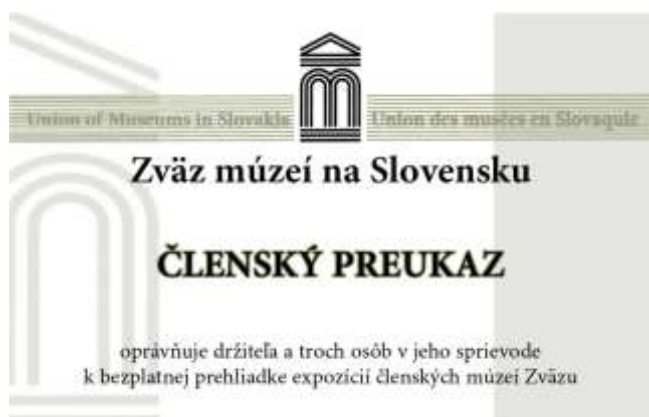 Union of Museums in Slovakia Union des musées en Slovaquie
Zväz múzeí na Slovensku
ČLENSKÝ PREUKAZ
oprávňuje držiteľa a troch osôb v jeho sprievode
k bezplatnej prehliadke expozícií členských múzeí Zväzu